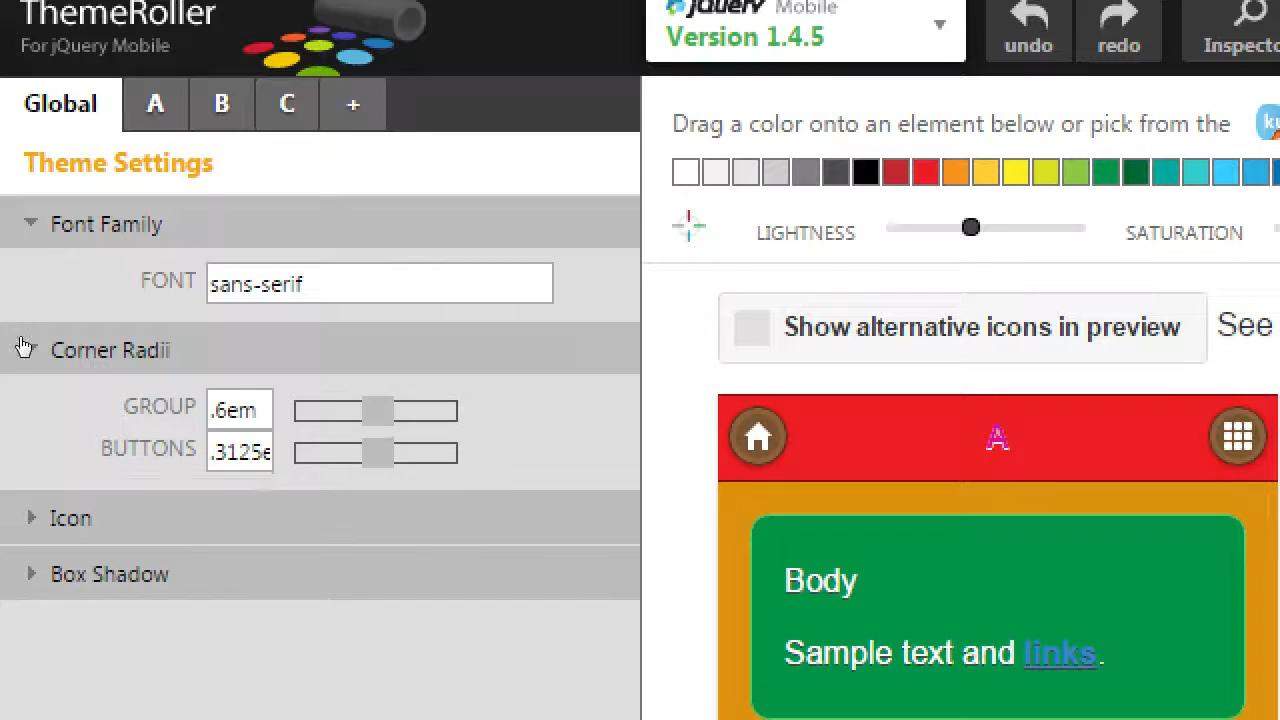 ThemeRoller
For jQuery Mobile
jQuery Mobile
Version 1.4.5
undo
redo
Global
A
B
C
+
Theme Settings
Drag a color onto an element below or pick from the
Font Family
LIGHTNESS
SATURATION
FONT
sans-serif
Show alternative icons in preview
See
Corner Radii
GROUP
.6em
BUTTONS
A
Icon
Box Shadow
Body
Sample text and links.